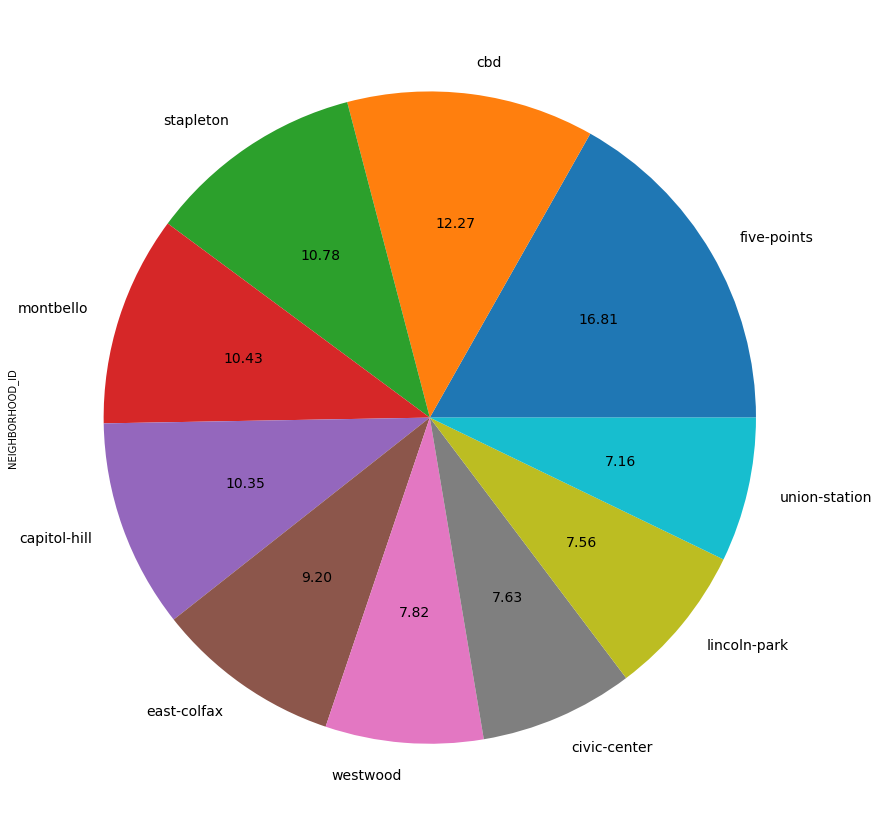 cbd
stapleton
five-points
12.27
10.78
16.81
montbello
10.43
NEIGHBORHOOD_ID
7.16
10.35
union-station
capitol-hill
7.56
9.20
7.63
7.82
lincoln-park
east-colfax
civic-center
westwood